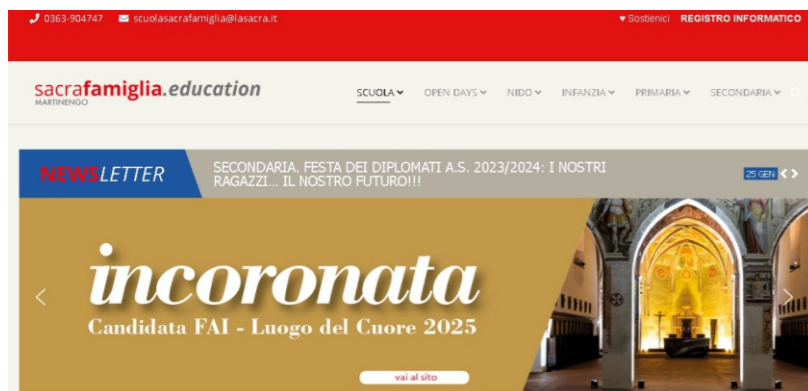 0363-904747 scuolasacrafamiglia@lasacra.it ♥ Sostienici REGISTRO INFORMATICO
sacrafamiglia.education
MARTINENGO
SCUOLA OPEN DAYS NIDO INFANZIA PRIMARIA SECONDARIA
NEWSLETTER
SECONDARIA. FESTA DEI DIPLOMATI A.S. 2023/2024: I NOSTRI
RAGAZZI... IL NOSTRO FUTURO!!!
25 GEN
incoronata
Candidata FAI - Luogo del Cuore 2025
vai al sito